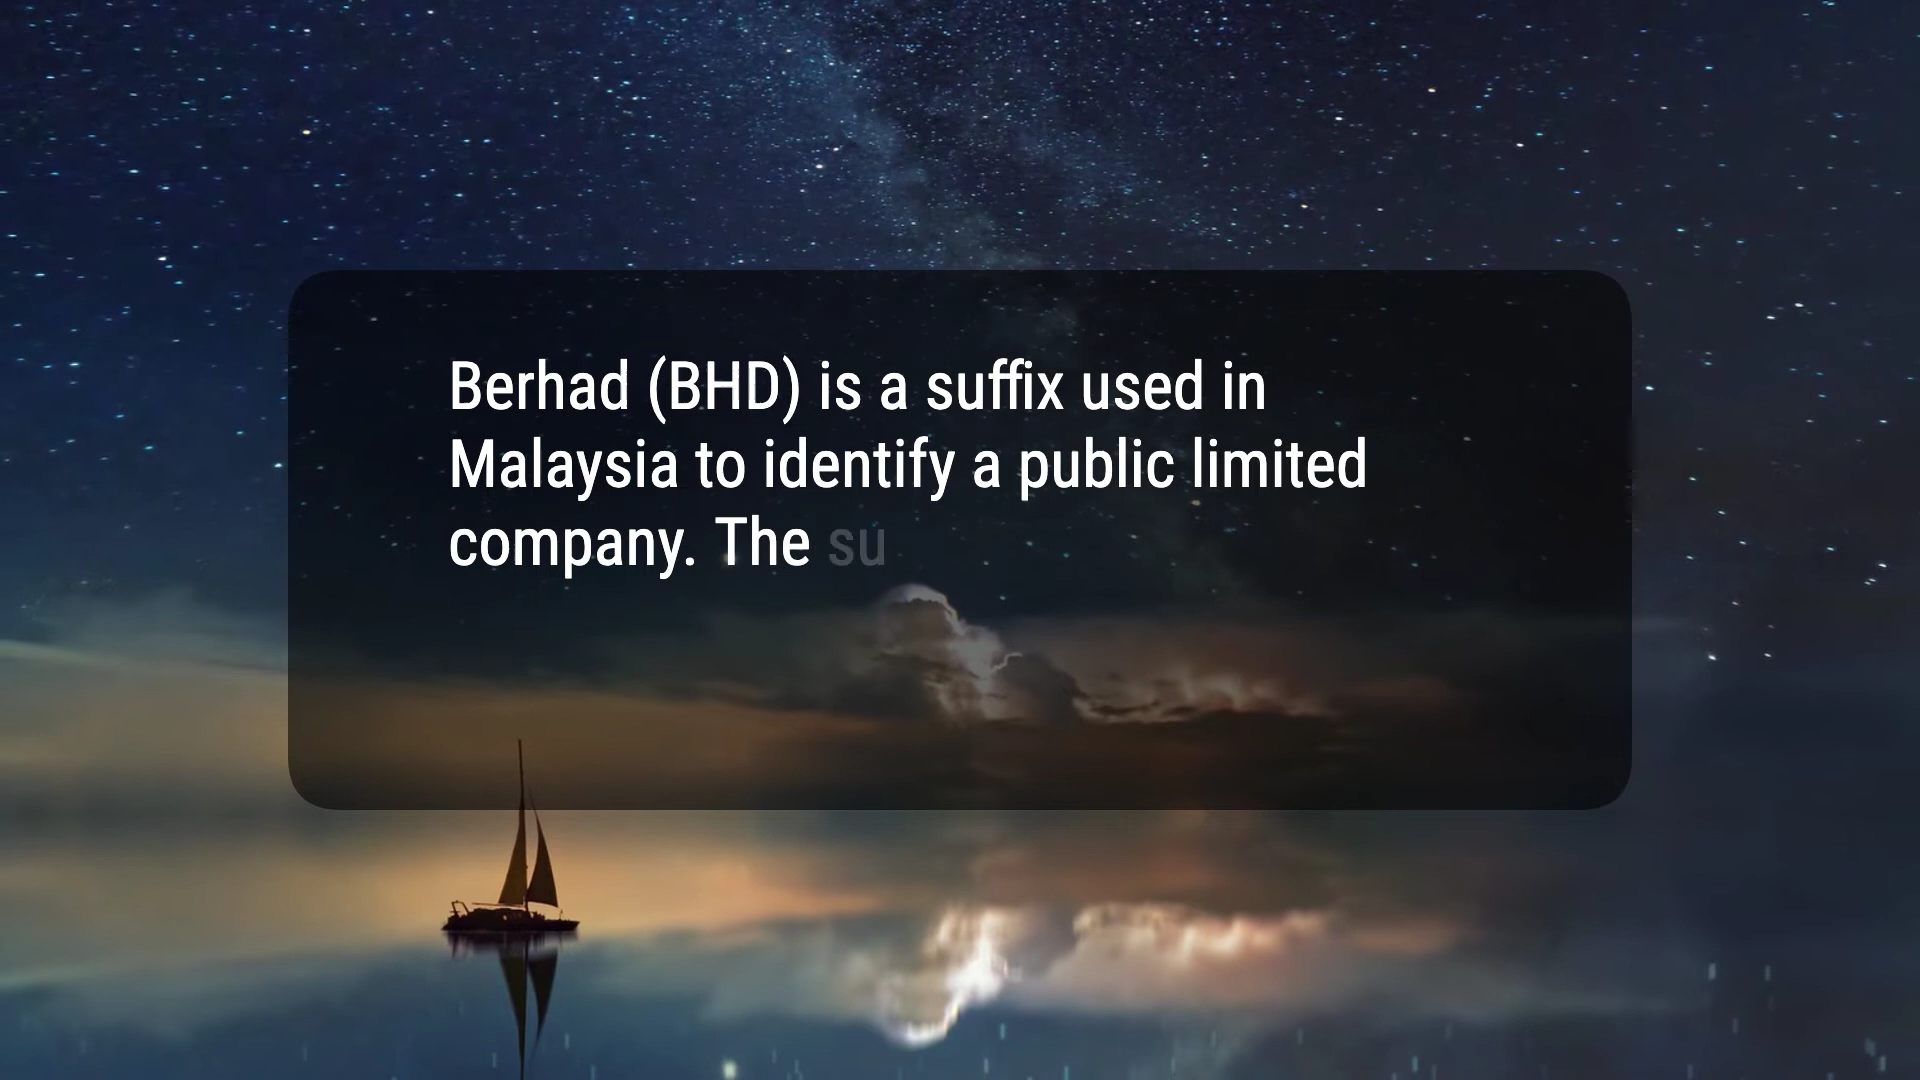 Berhad (BHD) is a suffix used in
Malaysia to identify a public limited
company. The su